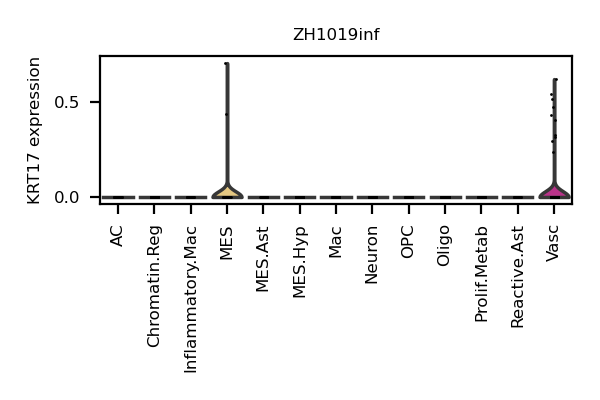 ZH1019inf
KRT17 expression
0.5
0.0
AC
Chromatin.Reg
Inflammatory.Mac
MES
MES.Ast
MES.Hyp
Mac
Neuron
OPC
Oligo
Prolif.Metab
Reactive.Ast
Vasc